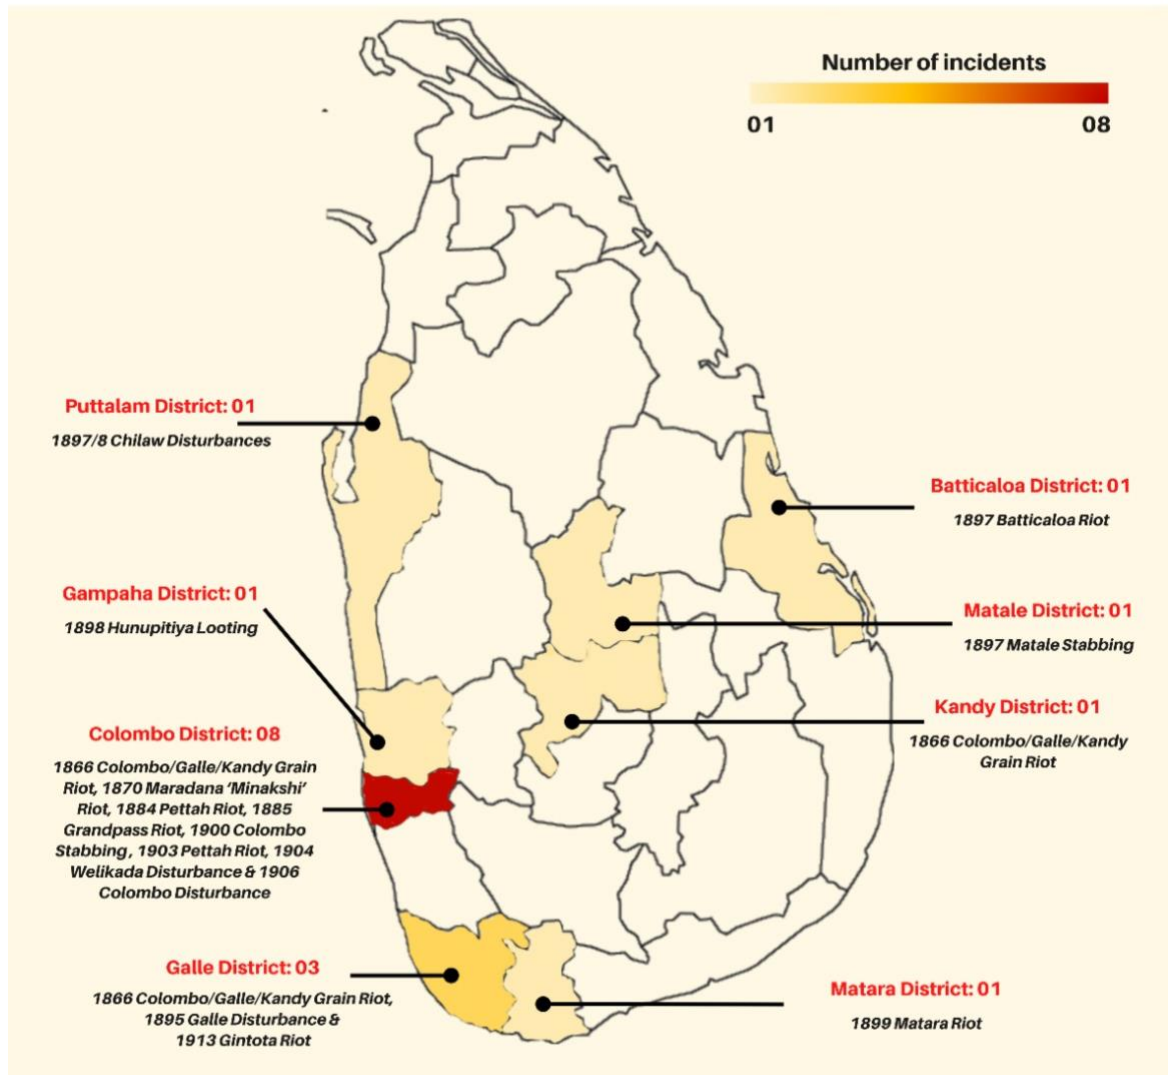 Number of incidents
01 08
Puttalam District: 01
1897/8 Chilaw Disturbances
Batticaloa District: 01
1897 Batticaloa Riot
Gampaha District: 01
1898 Hunupitiya Looting
Matale District: 01
1897 Matale Stabbing
Kandy District: 01
1866 Colombo/Galle/Kandy
Grain Riot
Colombo District: 08
1866 Colombo/Galle/Kandy Grain
Riot, 1870 Maradana ‘Minakshi’
Riot, 1884 Pettah Riot, 1885
Grandpass Riot, 1900 Colombo
Stabbing , 1903 Pettah Riot, 1904
Welikada Disturbance & 1906
Colombo Disturbance
Galle District: 03
1866 Colombo/Galle/Kandy Grain Riot,
1895 Galle Disturbance &
1913 Gintota Riot
Matara District: 01
1899 Matara Riot